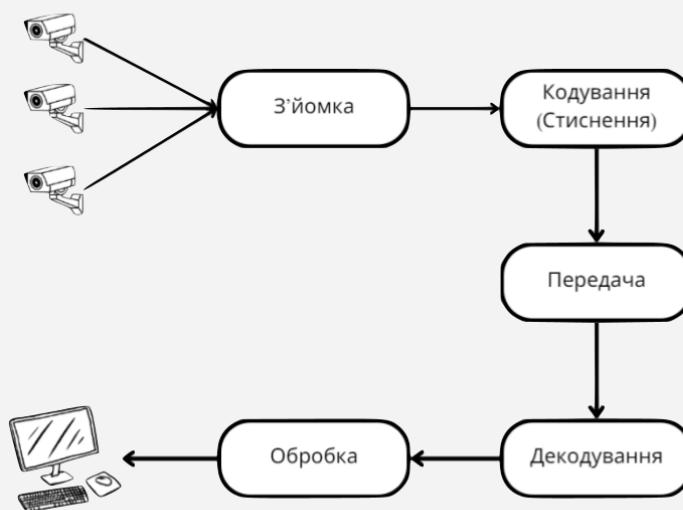 З’йомка
Кодування
(Стиснення)
Передача
Обробка
Декодування